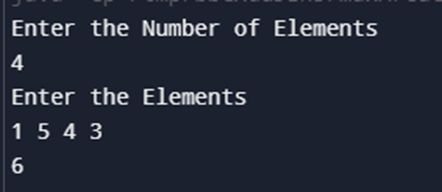 Enter the Number of Elements
4
Enter the Elements
1 5 4 3
6